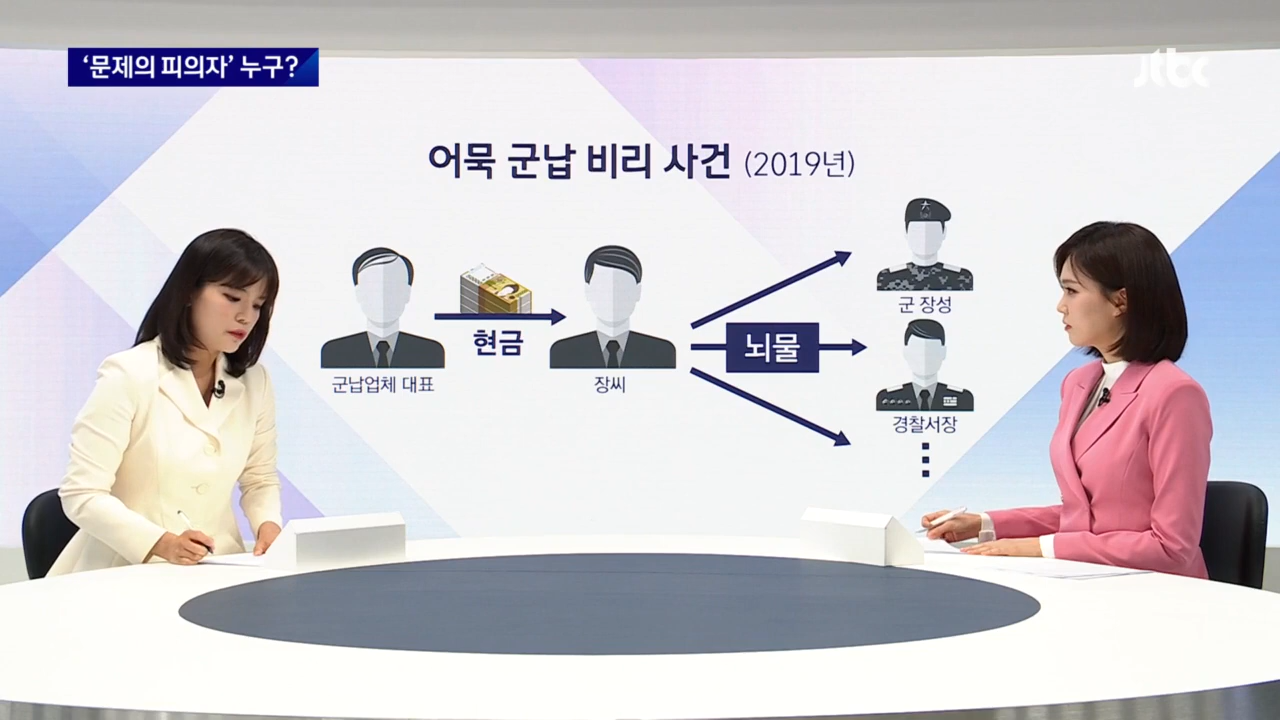 ‘문제의 피의자’ 누구?
jtbc
어묵 군납 비리 사건 (2019년)
현금
군납업체 대표
장씨
뇌물
군 장성
경찰서장